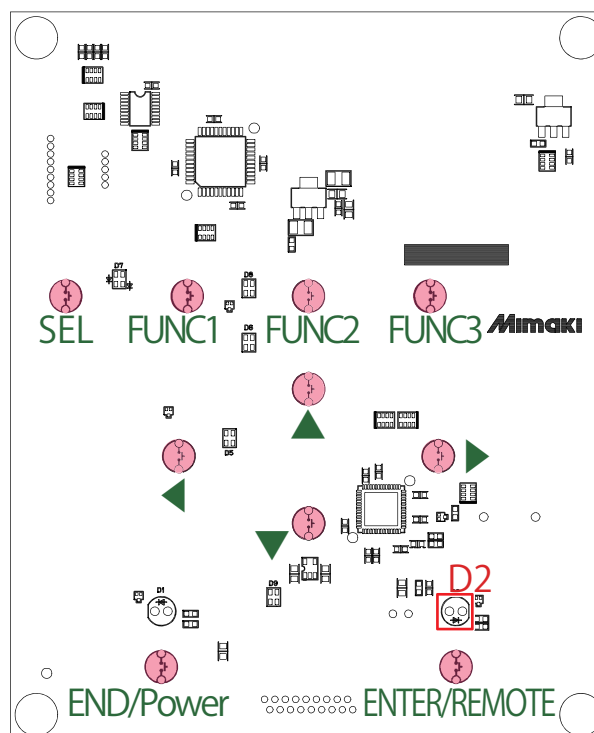 D7
D8
SEL
FUNC1
FUNC2
FUNC3
Mimaki
D6
D5
D2
D1
D9
END/Power
ENTER/REMOTE